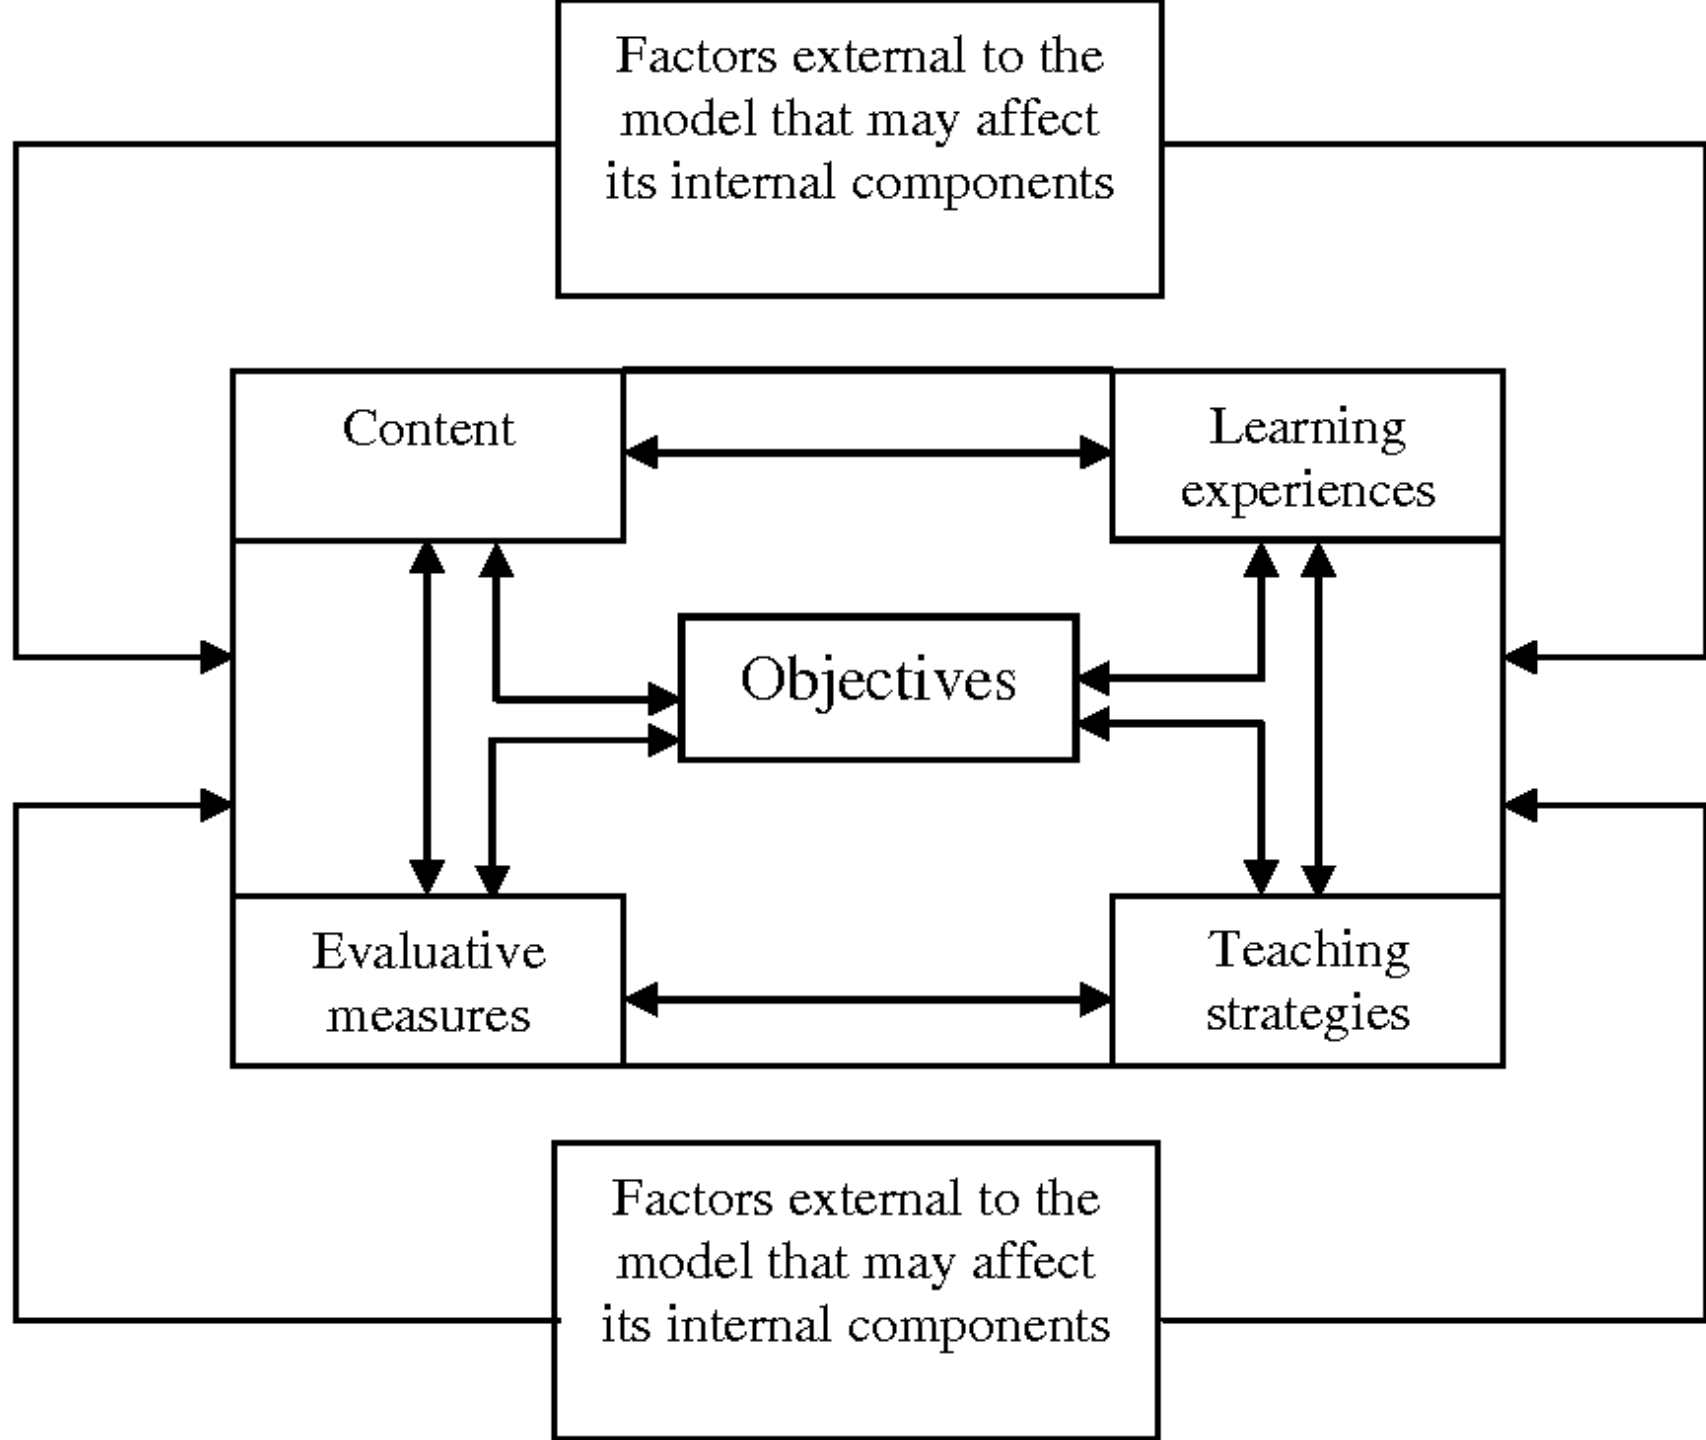 Factors external to the
model that may affect
its internal components
Content
Learning
experiences
Objectives
Evaluative
measures
Teaching
strategies
Factors external to the
model that may affect
its internal components